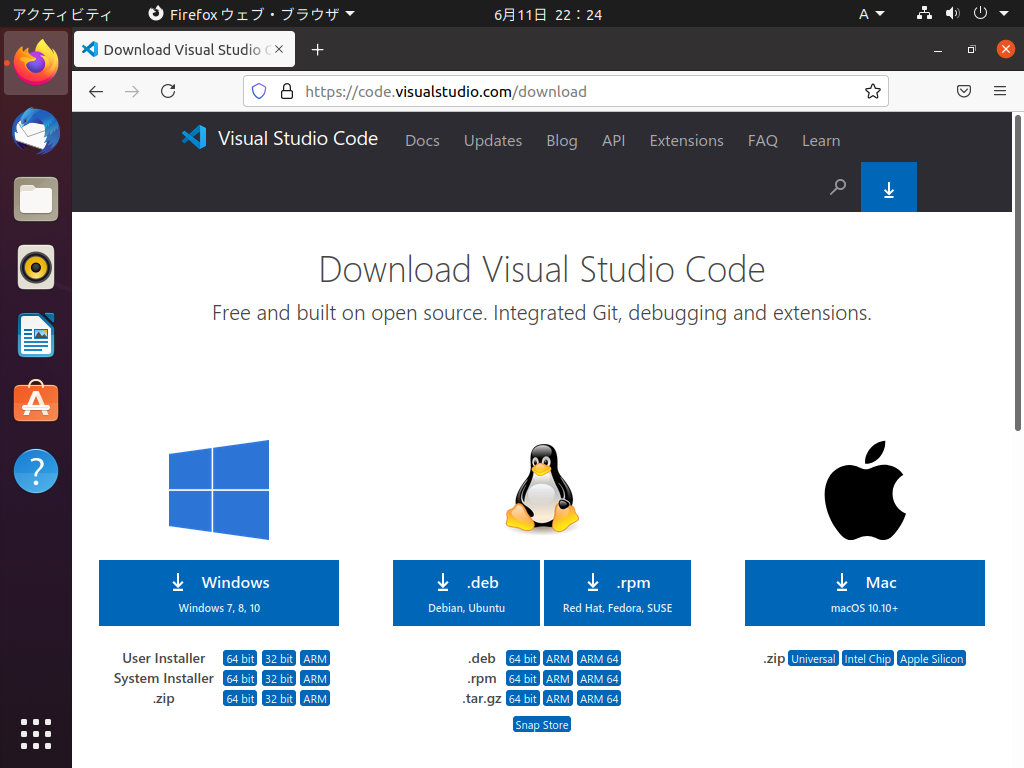 アクティビティ
Firefox ウェブ・ブラウザ
6月11日 22：24
A
Download Visual Studio C
https://code.visualstudio.com/download
Visual Studio Code
Docs
Updates
Blog
API
Extensions
FAQ
Learn
Download Visual Studio Code
Free and built on open source. Integrated Git, debugging and extensions.
Windows
Windows 7, 8, 10
.deb
Debian, Ubuntu
.rpm
Red Hat, Fedora, SUSE
Mac
macOS 10.10+
User Installer 64 bit 32 bit ARM
System Installer 64 bit 32 bit ARM
.zip 64 bit 32 bit ARM
.deb 64 bit ARM ARM 64
.rpm 64 bit ARM ARM 64
.tar.gz 64 bit ARM ARM 64
Snap Store
.zip Universal Intel Chip Apple Silicon